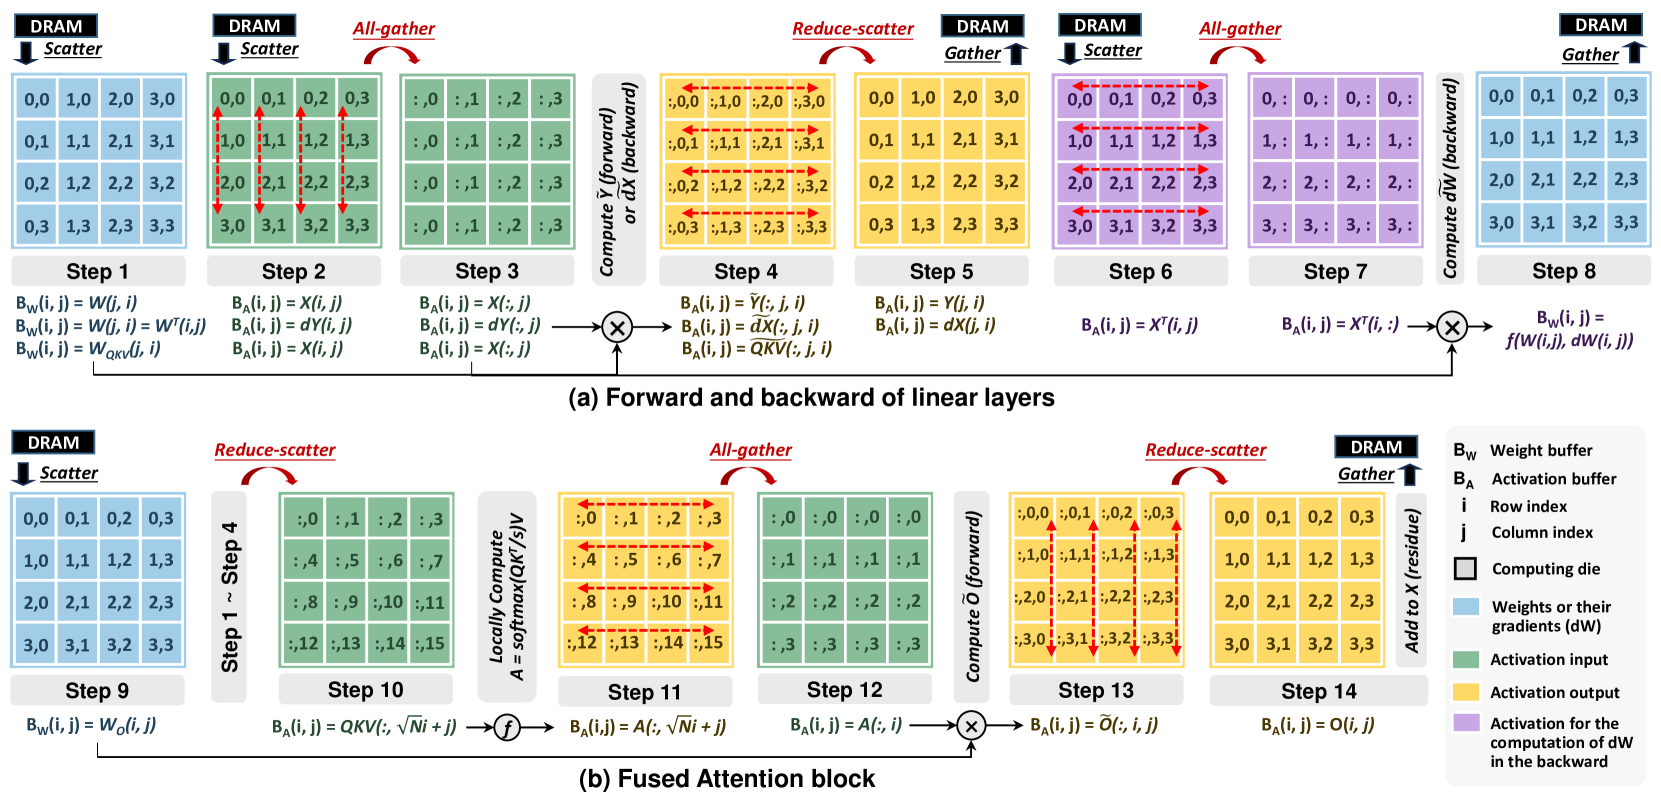 DRAM
Scatter
0,0 1,0 2,0 3,0
0,1 1,1 2,1 3,1
0,2 1,2 2,2 3,2
0,3 1,3 2,3 3,3
Step 1
B_W(i, j) = W(j, i)
B_W(i, j) = W(j, i) = W^T(i,j)
B_W(i, j) = W_QKV(j, i)
DRAM
Scatter
All-gather
0,0 0,1 0,2 0,3
1,0 1,1 1,2 1,3
2,0 2,1 2,2 2,3
3,0 3,1 3,2 3,3
Step 2
B_A(i, j) = X(i, j)
B_A(i, j) = dY(i, j)
B_A(i, j) = X(i, j)
: ,0 : ,1 : ,2 : ,3
: ,0 : ,1 : ,2 : ,3
: ,0 : ,1 : ,2 : ,3
: ,0 : ,1 : ,2 : ,3
Step 3
B_A(i, j) = X(:, j)
B_A(i, j) = dY(:, j)
B_A(i, j) = X(:, j)
Compute Ỹ (forward)
or d̃X (backward)
×
Reduce-scatter
:,0,0 :,1,0 :,2,0 :,3,0
:,0,1 :,1,1 :,2,1 :,3,1
:,0,2 :,1,2 :,2,2 :,3,2
:,0,3 :,1,3 :,2,3 :,3,3
Step 4
B_A(i, j) = Ỹ(:, j, i)
B_A(i, j) = d̃X(:, j, i)
B_A(i, j) = Q̃KV(:, j, i)
DRAM
Gather
0,0 1,0 2,0 3,0
0,1 1,1 2,1 3,1
0,2 1,2 2,2 3,2
0,3 1,3 2,3 3,3
Step 5
B_A(i, j) = Y(j, i)
B_A(i, j) = dX(j, i)
DRAM
Scatter
All-gather
0,0 0,1 0,2 0,3
1,0 1,1 1,2 1,3
2,0 2,1 2,2 2,3
3,0 3,1 3,2 3,3
Step 6
B_A(i, j) = X^T(i, j)
0, : 0, : 0, : 0, :
1, : 1, : 1, : 1, :
2, : 2, : 2, : 2, :
3, : 3, : 3, : 3, :
Step 7
B_A(i, j) = X^T(i, :)
Compute d̃W (backward)
×
DRAM
Gather
0,0 0,1 0,2 0,3
1,0 1,1 1,2 1,3
2,0 2,1 2,2 2,3
3,0 3,1 3,2 3,3
Step 8
B_W(i, j) =
f(W(i,j), dW(i, j))
(a) Forward and backward of linear layers
DRAM
Scatter
0,0 0,1 0,2 0,3
1,0 1,1 1,2 1,3
2,0 2,1 2,2 2,3
3,0 3,1 3,2 3,3
Step 9
B_W(i, j) = W_O(i, j)
Step 1 ~ Step 4
Reduce-scatter
: ,0 : ,1 : ,2 : ,3
: ,4 : ,5 : ,6 : ,7
: ,8 : ,9 : ,10 : ,11
: ,12 : ,13 : ,14 : ,15
Step 10
B_A(i, j) = QKV(:, √Ni + j)
Locally Compute
A = softmax(QK^T/s)V
f
All-gather
: ,0 : ,1 : ,2 : ,3
: ,4 : ,5 : ,6 : ,7
: ,8 : ,9 : ,10 : ,11
: ,12 : ,13 : ,14 : ,15
Step 11
B_A(i,j) = A(:, √Ni + j)
: ,0 : ,0 : ,0 : ,0
: ,1 : ,1 : ,1 : ,1
: ,2 : ,2 : ,2 : ,2
: ,3 : ,3 : ,3 : ,3
Step 12
B_A(i, j) = A(:, i)
Compute Õ (forward)
×
Reduce-scatter
:,0,0 :,0,1 :,0,2 :,0,3
:,1,0 :,1,1 :,1,2 :,1,3
:,2,0 :,2,1 :,2,2 :,2,3
:,3,0 :,3,1 :,3,2 :,3,3
Step 13
B_A(i, j) = Õ(:, i, j)
DRAM
Gather
0,0 0,1 0,2 0,3
1,0 1,1 1,2 1,3
2,0 2,1 2,2 2,3
3,0 3,1 3,2 3,3
Step 14
B_A(i, j) = O(i, j)
Add to X (residue)
(b) Fused Attention block
B_W Weight buffer
B_A Activation buffer
i Row index
j Column index
Computing die
Weights or their
gradients (dW)
Activation input
Activation output
Activation for the
computation of dW
in the backward